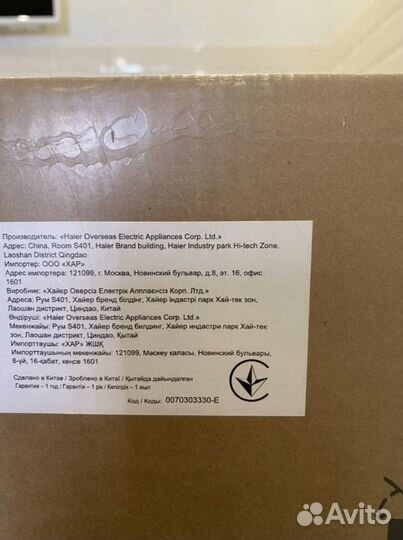 Производитель: «Haier Overseas Electric Appliances Corp. Ltd.»
Адрес: China, Room S401, Haier Brand building, Haier Industry park Hi-tech Zone,
Laoshan District Qingdao
Импортер: ООО «ХАР»
Адрес импортера: 121099, г. Москва, Новинский бульвар, д.8, эт. 16, офис
1601
Виробник: «Хайєр Оверсіз Електрік Апплаєнсіз Корп. Лтд.»
Адреса: Рум S401, Хайєр бренд білдінг, Хайєр індастрі парк Хай-тек зон,
Лаошан дистрикт, Циндао, Китай
Өндіруші: «Haier Overseas Electric Appliances Corp. Ltd.»
Мекенжайы: Рум S401, Хайер бренд билдинг, Хайер индастри парк Хай-тек
зон, Лаошан дистрикт, Циндао, Қытай
Импорттаушы: «ХАР» ЖШҚ
Импорттаушының мекенжайы: 121099, Мәскеу қаласы, Новинский бульвары,
8-үй, 16-қабат, кенсе 1601
Сделано в Китае / Зроблено в Китаї / Қытайда дайындалған
Гарантия – 1 год / Гарантія – 1 рік / Кепілдік – 1 жыл
Код / Коды: 0070303330-E
Avito